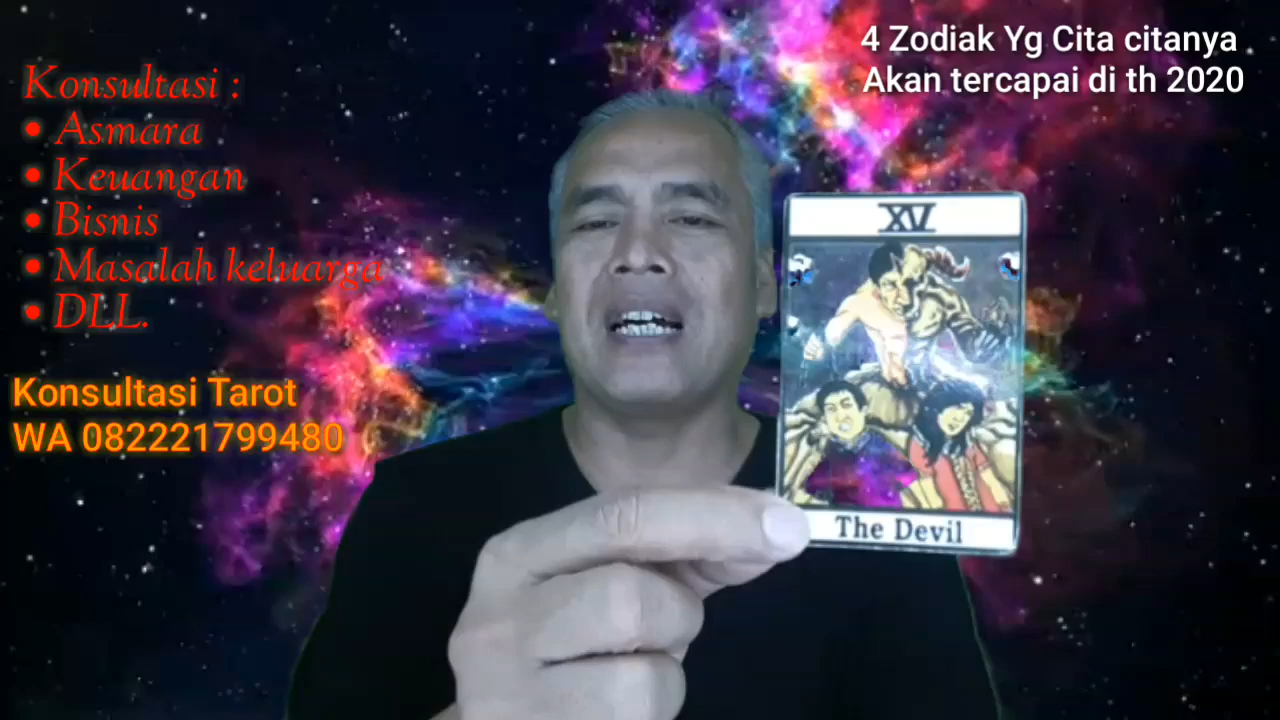 Konsultasi :
• Asmara
• Keuangan
• Bisnis
• Masalah keluarga
• DLL.
Konsultasi Tarot
WA 082221799480
4 Zodiak Yg Cita citanya
Akan tercapai di th 2020
XV
The Devil